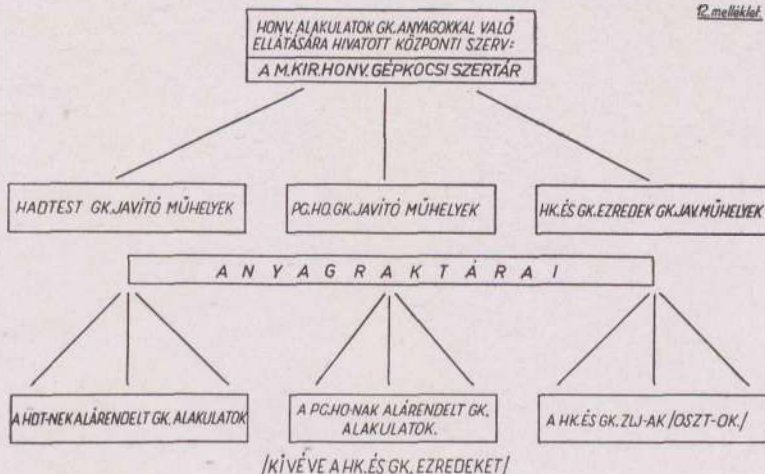 12. melléklet.
HONV. ALAKULATOK GK. ANYAGOKKAL VALÓ
ELLÁTÁSÁRA HIVATOTT KÖZPONTI SZERV:
A M. KIR. HONV. GÉPKOCSI SZERTÁR
HADTEST GK. JAVÍTÓ MŰHELYEK
PC. HO. GK. JAVÍTÓ MŰHELYEK
HK. ÉS GK. EZREDEK GK. JAV. MŰHELYEK
ANYAGRAKTÁRAI
A HDT-NEK ALÁRENDELT GK. ALAKULATOK
A PC. HO-NAK ALÁRENDELT GK.
ALAKULATOK.
A HK. ÉS GK. ZLJ-AK /OSZT-OK./
/KIVÉVE A HK. ÉS GK. EZREDEKET/